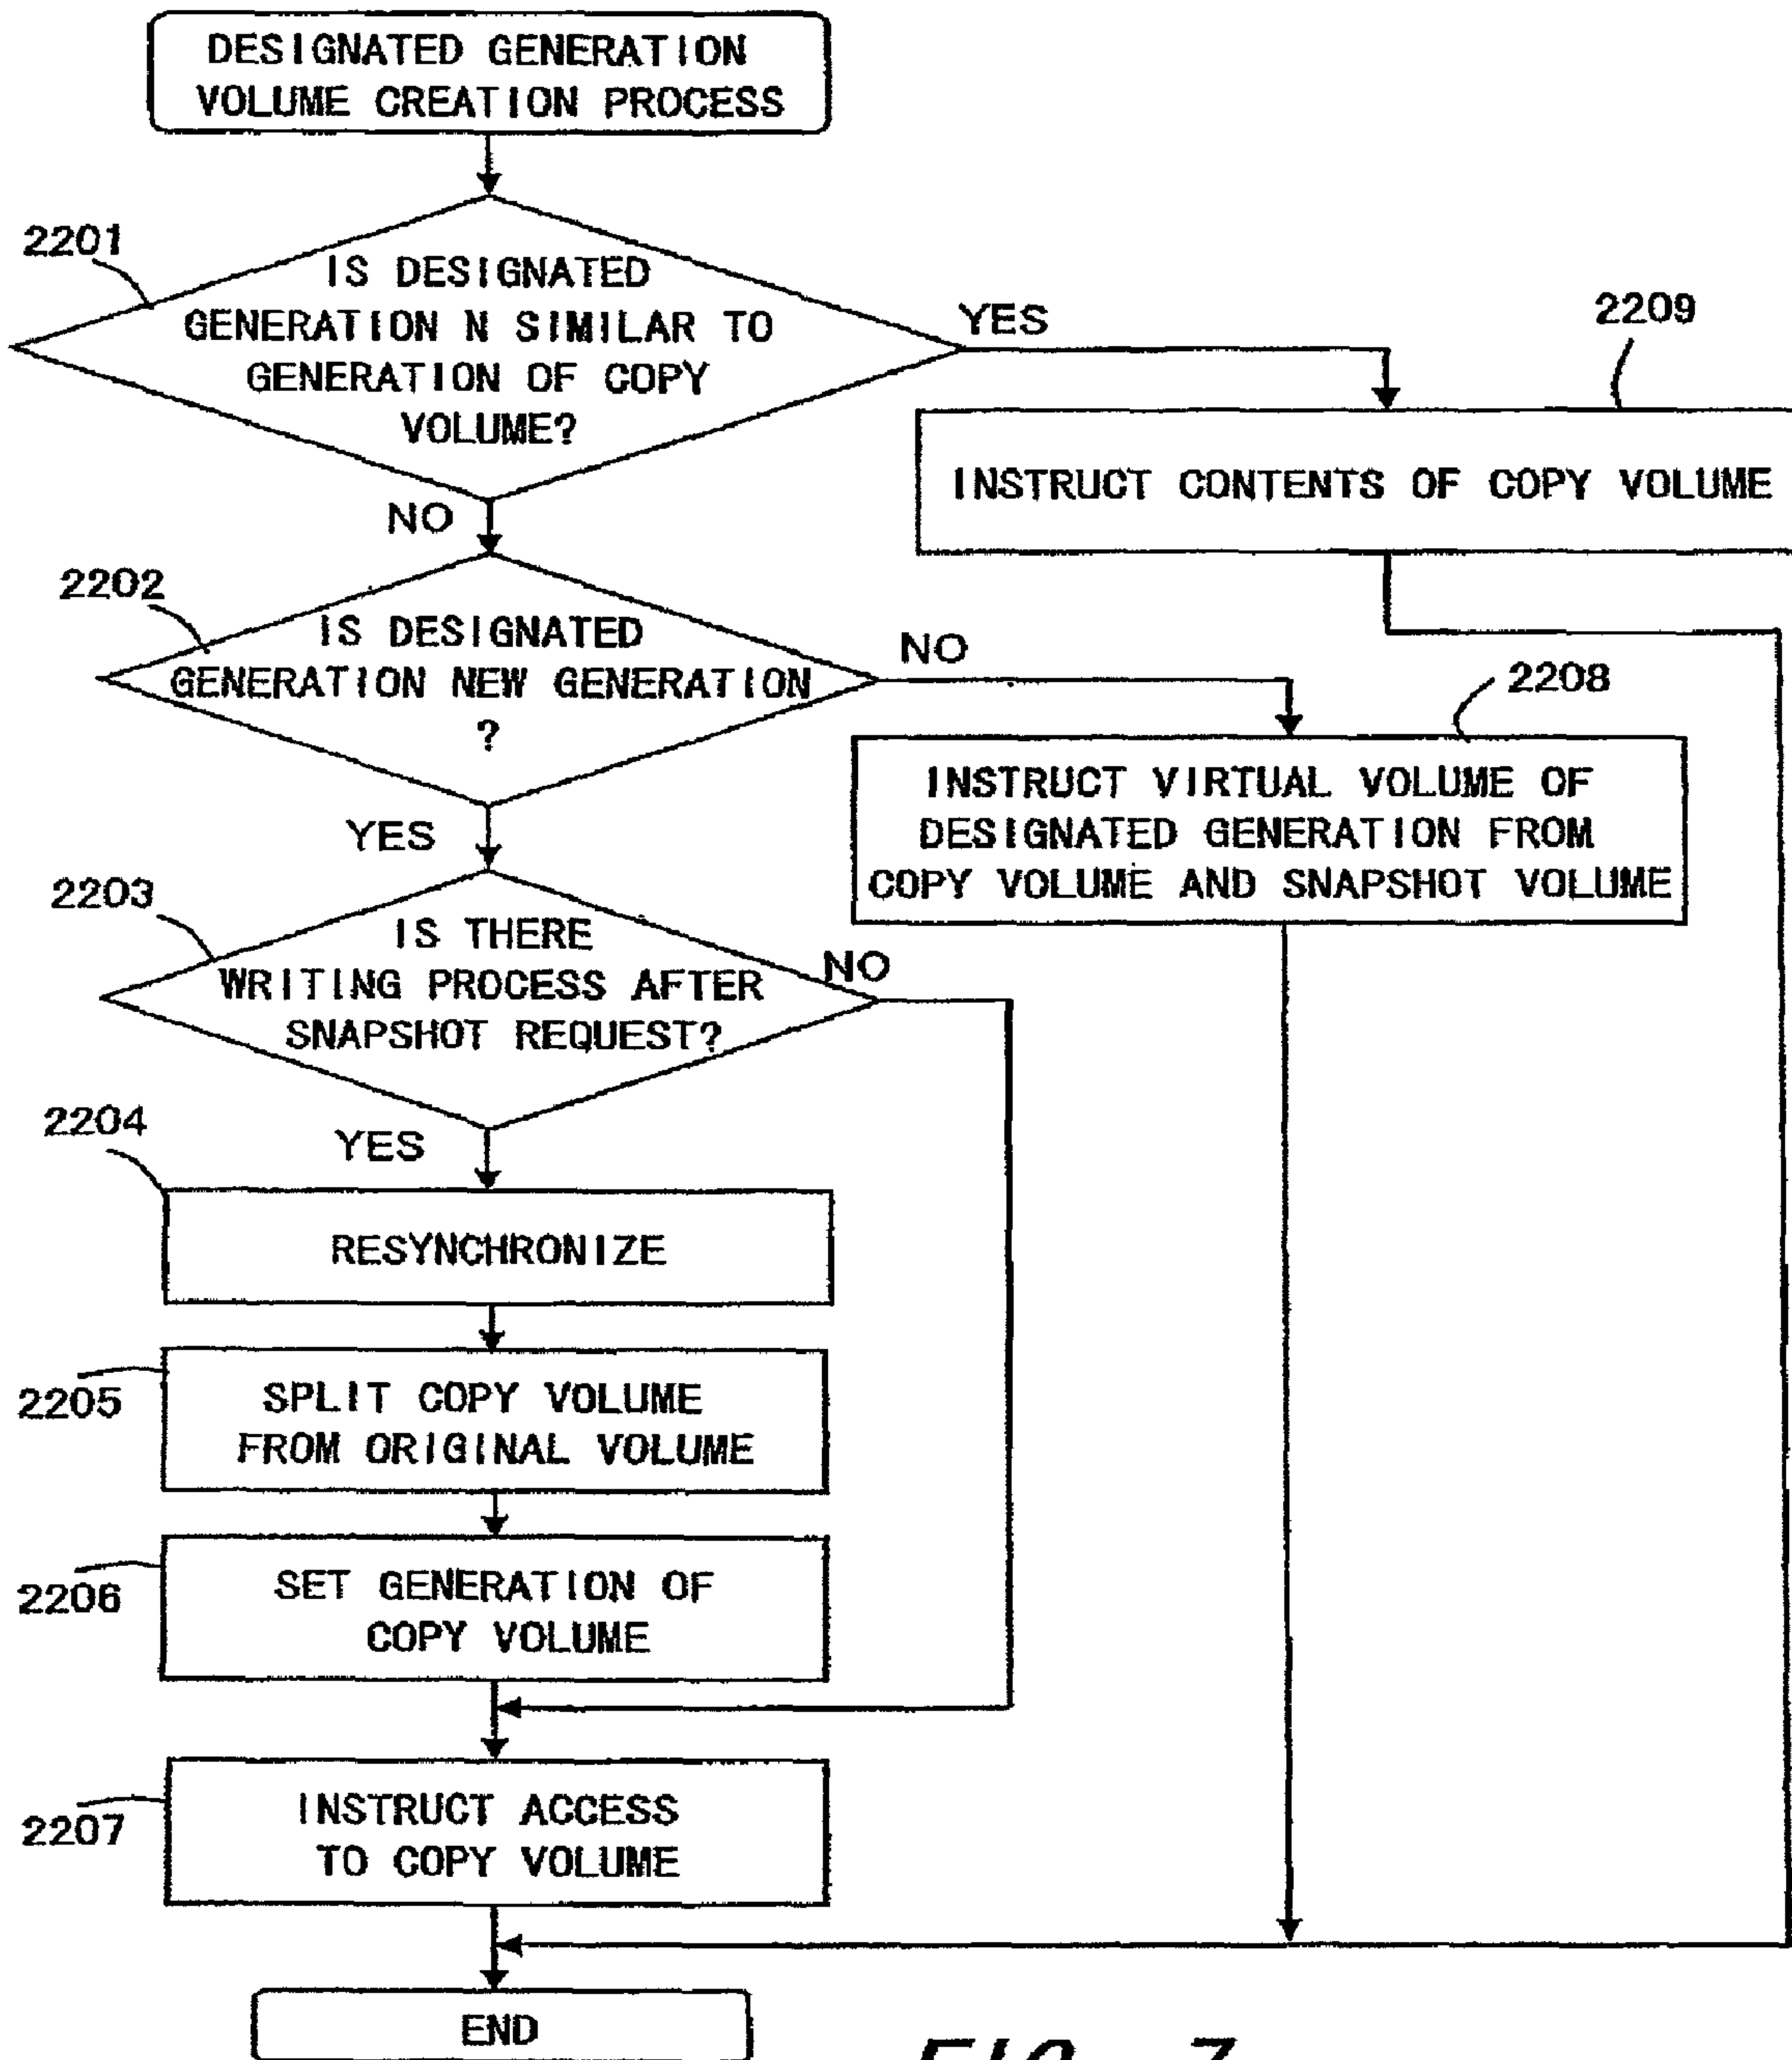 DESIGNATED GENERATION
VOLUME CREATION PROCESS
2201
IS DESIGNATED
GENERATION N SIMILAR TO
GENERATION OF COPY
VOLUME?
YES
2209
INSTRUCT CONTENTS OF COPY VOLUME
NO
2202
IS DESIGNATED
GENERATION NEW GENERATION
?
NO
2208
INSTRUCT VIRTUAL VOLUME OF
DESIGNATED GENERATION FROM
COPY VOLUME AND SNAPSHOT VOLUME
YES
2203
IS THERE
WRITING PROCESS AFTER
SNAPSHOT REQUEST?
NO
YES
2204
RESYNCHRONIZE
2205
SPLIT COPY VOLUME
FROM ORIGINAL VOLUME
2206
SET GENERATION OF
COPY VOLUME
2207
INSTRUCT ACCESS
TO COPY VOLUME
END
FIG. 7